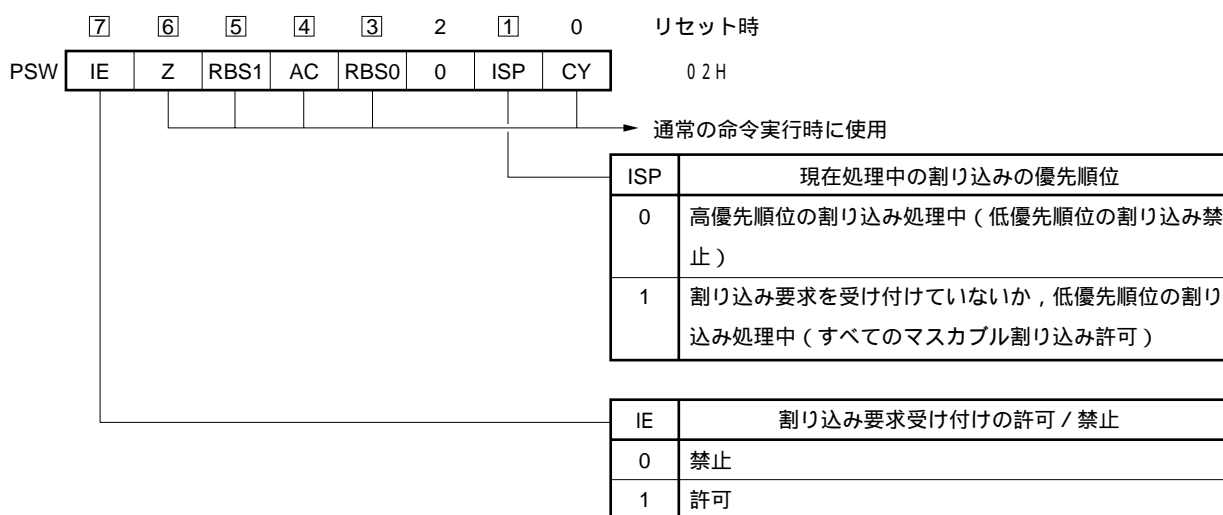 7 6 5 4 3 2 1 0 リセット時
PSW IE Z RBS1 AC RBS0 0 ISP CY 02H
通常の命令実行時に使用
ISP 現在処理中の割り込みの優先順位
0 高優先順位の割り込み処理中(低優先順位の割り込み禁
止)
1 割り込み要求を受け付けていないか,低優先順位の割り
込み処理中(すべてのマスカブル割り込み許可)
IE 割り込み要求受け付けの許可/禁止
0 禁止
1 許可